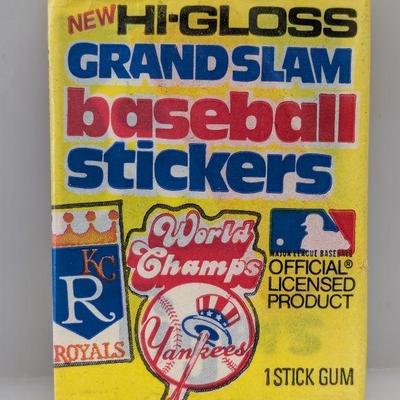 NEW HI-GLOSS
GRAND SLAM
baseball
stickers
KC
R
ROYALS
World
Champs
Yankees
MAJOR LEAGUE BASEBALL
OFFICIAL®
LICENSED
PRODUCT
1 STICK GUM